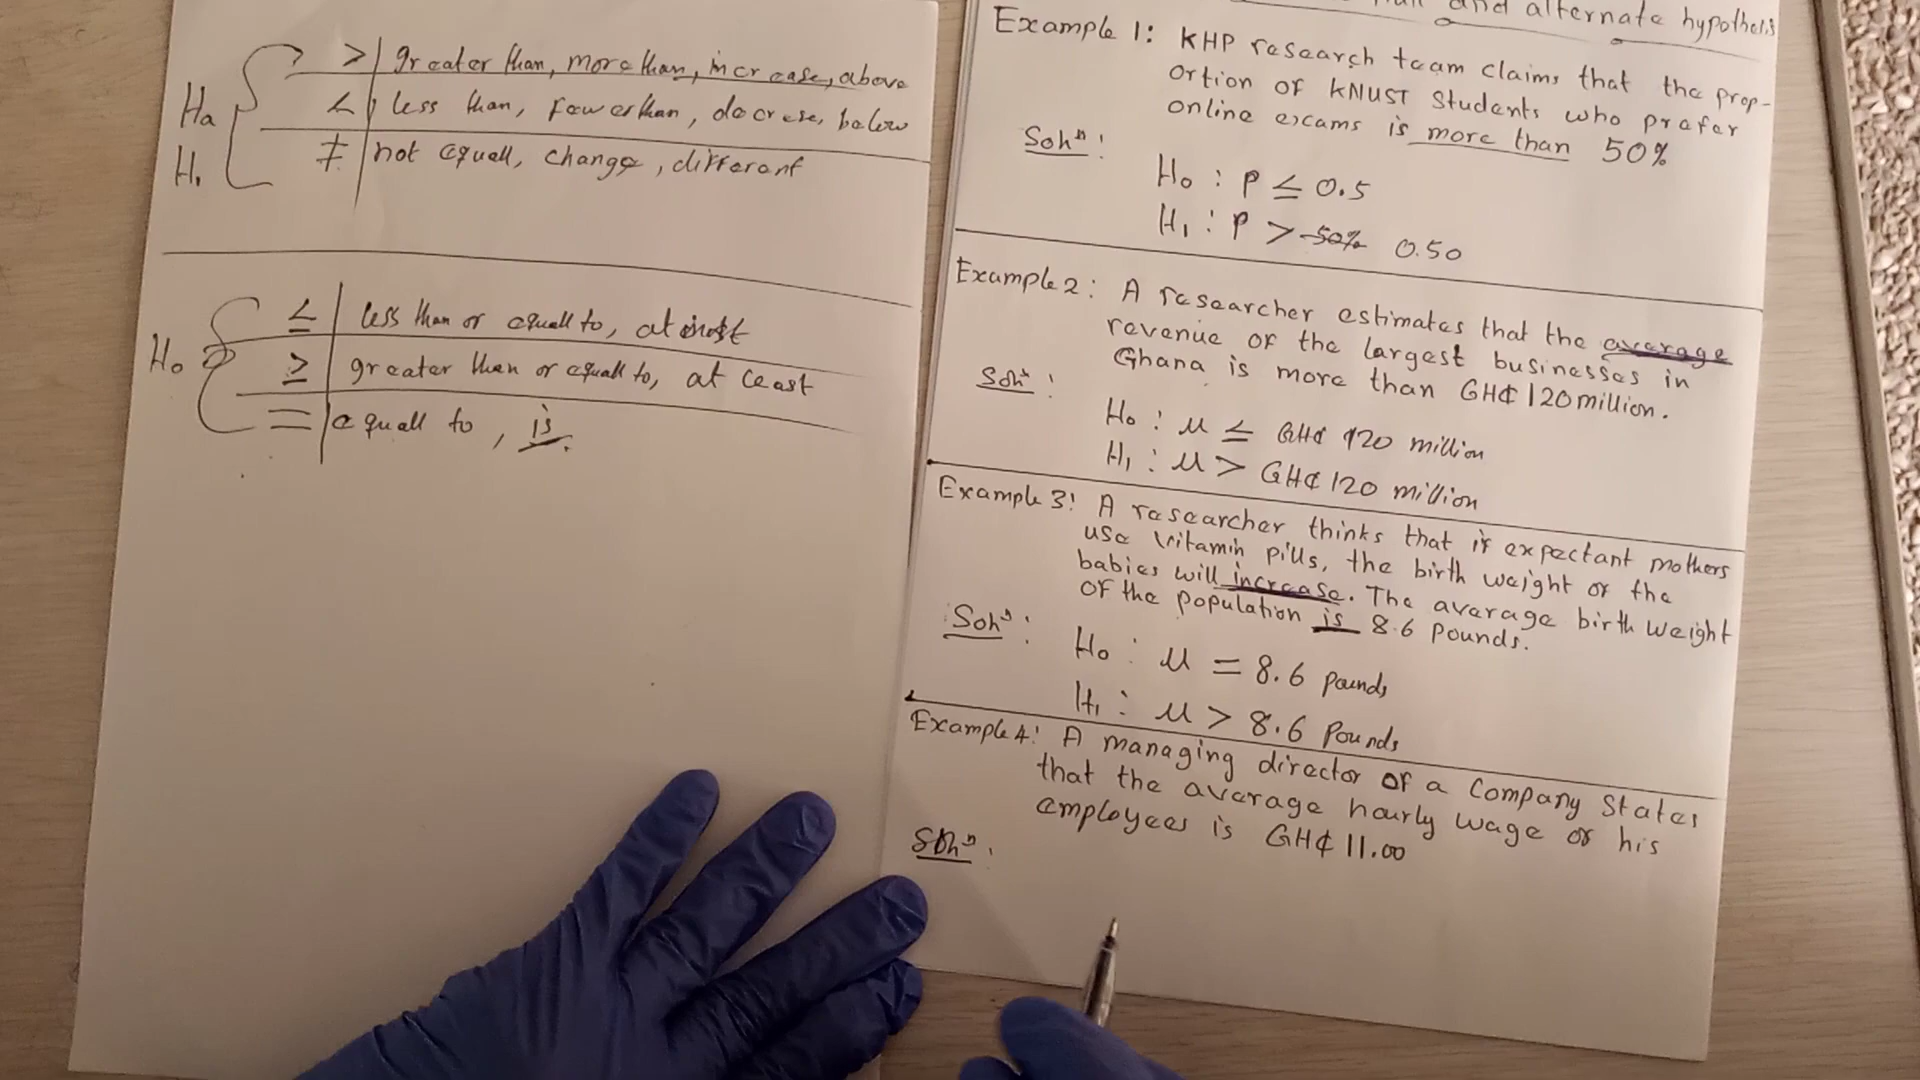 Ha
H₁
> greater than, more than, increase, above
< less than, fewer than, decrese, below
≠ not equall, change, different
Ho
≤ less than or equall to, at most
≥ greater than or equall to, at least
= equall to, is.
and alternate hypothesis
Example 1: KHP research team claims that the prop-
ortion of KNUST Students who prefer
online exams is more than 50%
Solⁿ:
Ho : P ≤ 0.5
H₁ : P > 50% 0.50
Example 2: A researcher estimates that the average
revenue of the largest businesses in
Ghana is more than GH₵ 120 million.
Solⁿ:
Ho : μ ≤ GH₵ 120 million
H₁ : μ > GH₵ 120 million
Example 3: A researcher thinks that if expectant mothers
use vitamin pills, the birth weight of the
babies will increase. The average birth weight
of the population is 8.6 pounds.
Solⁿ:
Ho : μ = 8.6 pounds
H₁ : μ > 8.6 Pounds
Example 4: A managing director of a Company States
that the average hourly wage of his
employees is GH₵ 11.00
Solⁿ: